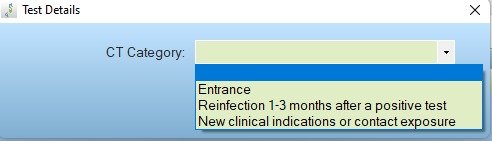 Test Details
CT Category:
Entrance
Reinfection 1-3 months after a positive test
New clinical indications or contact exposure